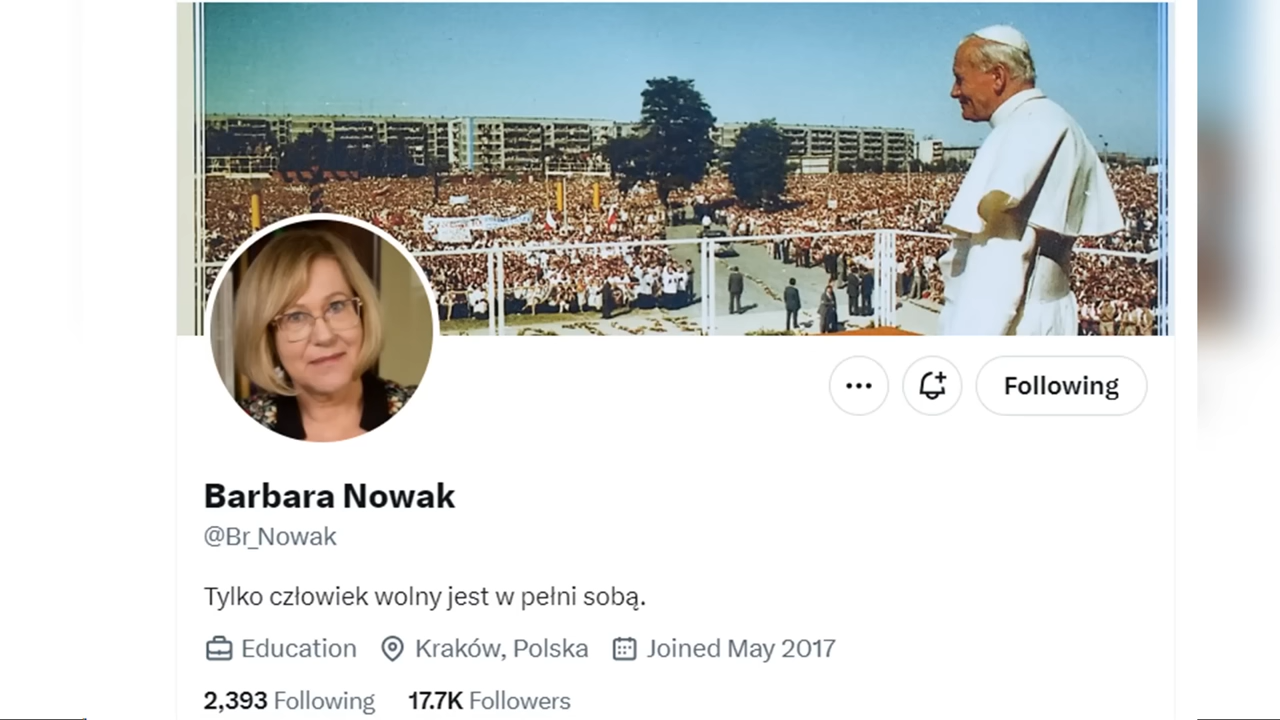 Following
Barbara Nowak
@Br_Nowak
Tylko człowiek wolny jest w pełni sobą.
Education Kraków, Polska Joined May 2017
2,393 Following 17.7K Followers